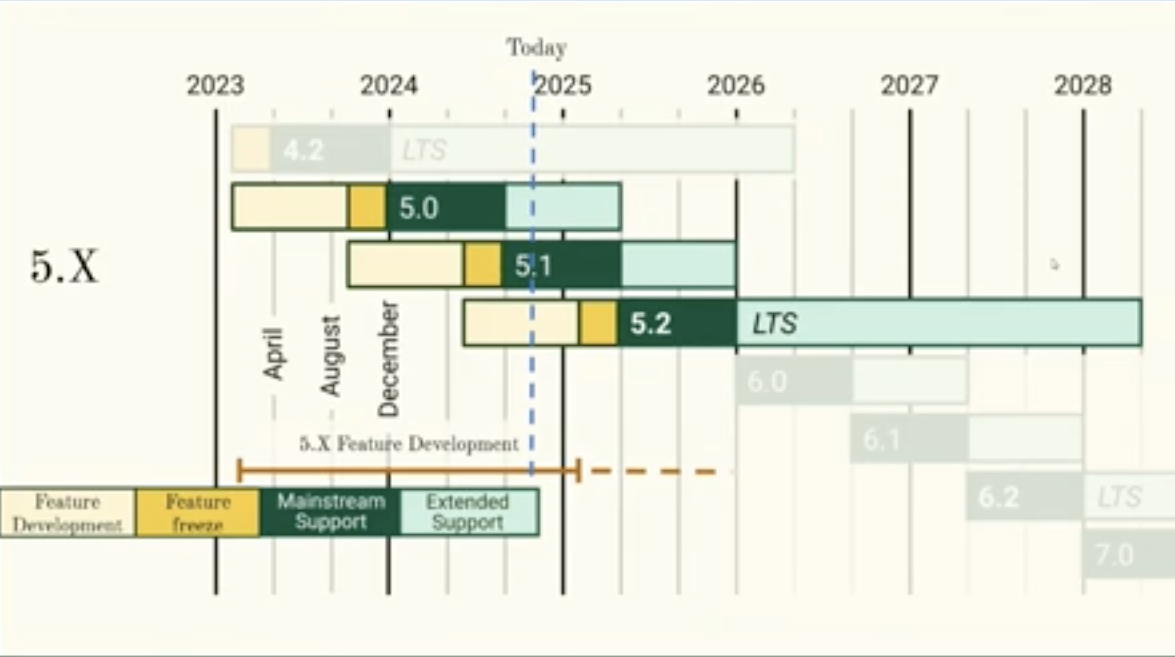 Today
2023 2024 2025 2026 2027 2028
4.2 LTS
5.0
5.X
5.1
5.2 LTS
April
August
December
6.0
6.1
5.X Feature Development
6.2 LTS
Feature
Development
Feature
freeze
Mainstream
Support
Extended
Support
7.0